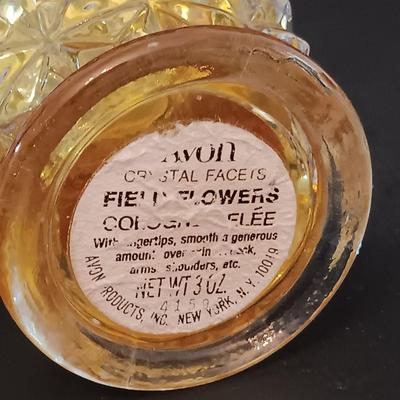 Avon
CRYSTAL FACETS
FIELD FLOWERS
COLOGNE GELÉE
With fingertips, smooth a generous
amount over skin
arms, shoulders, etc.
NET WT 3 OZ.
AVON PRODUCTS, INC. NEW YORK, N.Y. 10019